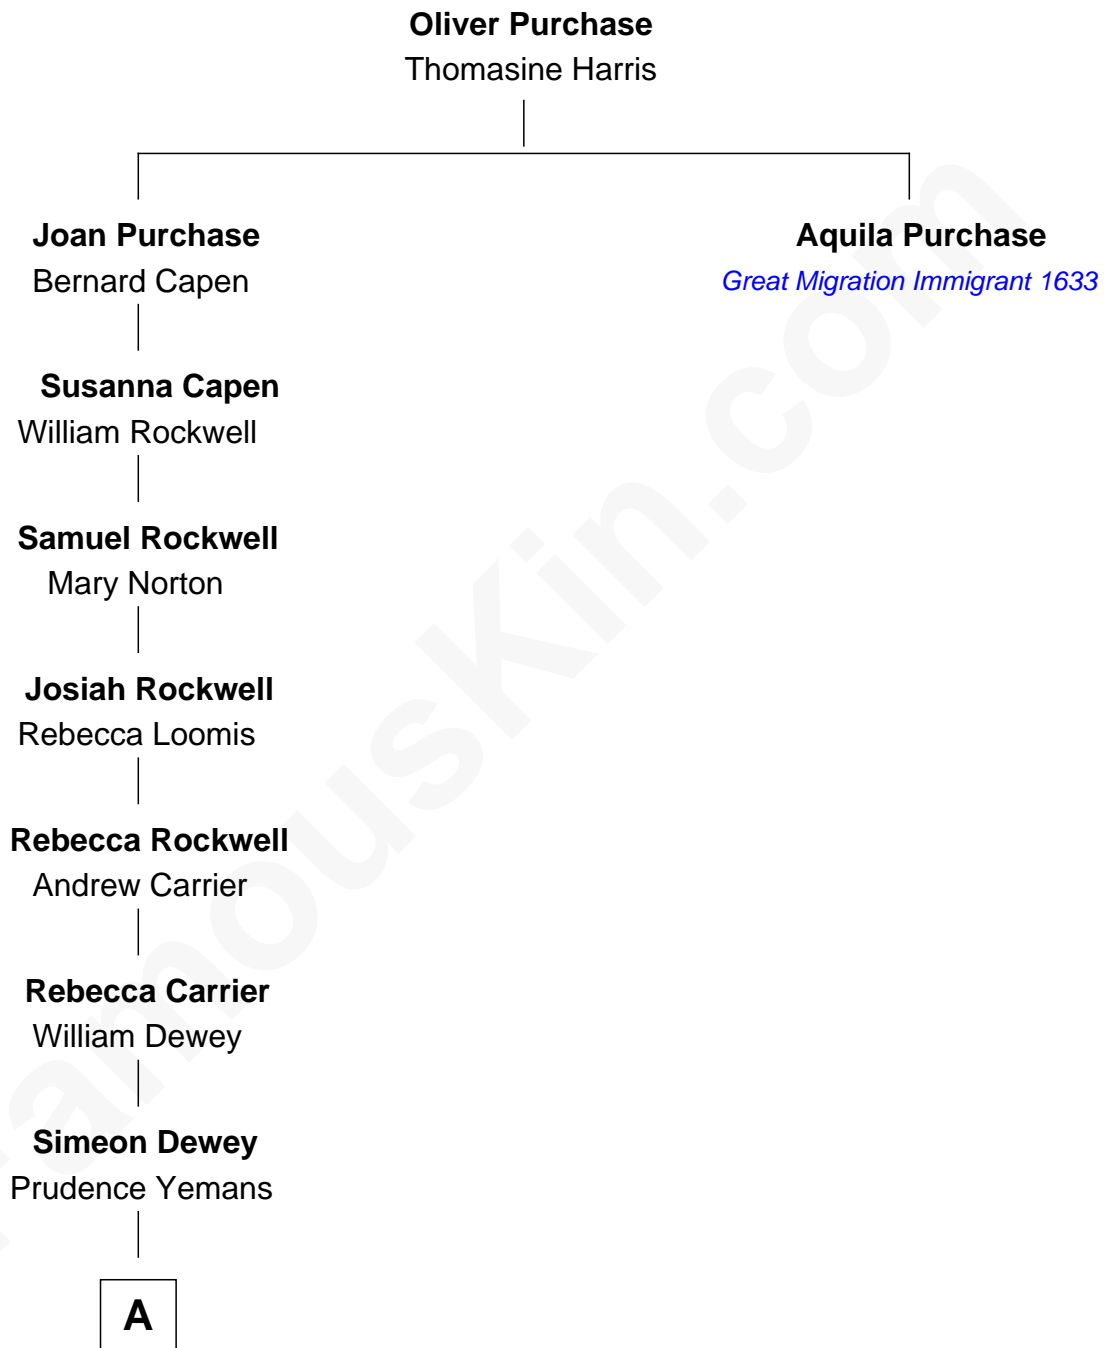 Oliver Purchase
Thomasine Harris
Joan Purchase
Bernard Capen
Aquila Purchase
Great Migration Immigrant 1633
Susanna Capen
William Rockwell
Samuel Rockwell
Mary Norton
Josiah Rockwell
Rebecca Loomis
Rebecca Rockwell
Andrew Carrier
Rebecca Carrier
William Dewey
Simeon Dewey
Prudence Yemans
A
FamousKin.com